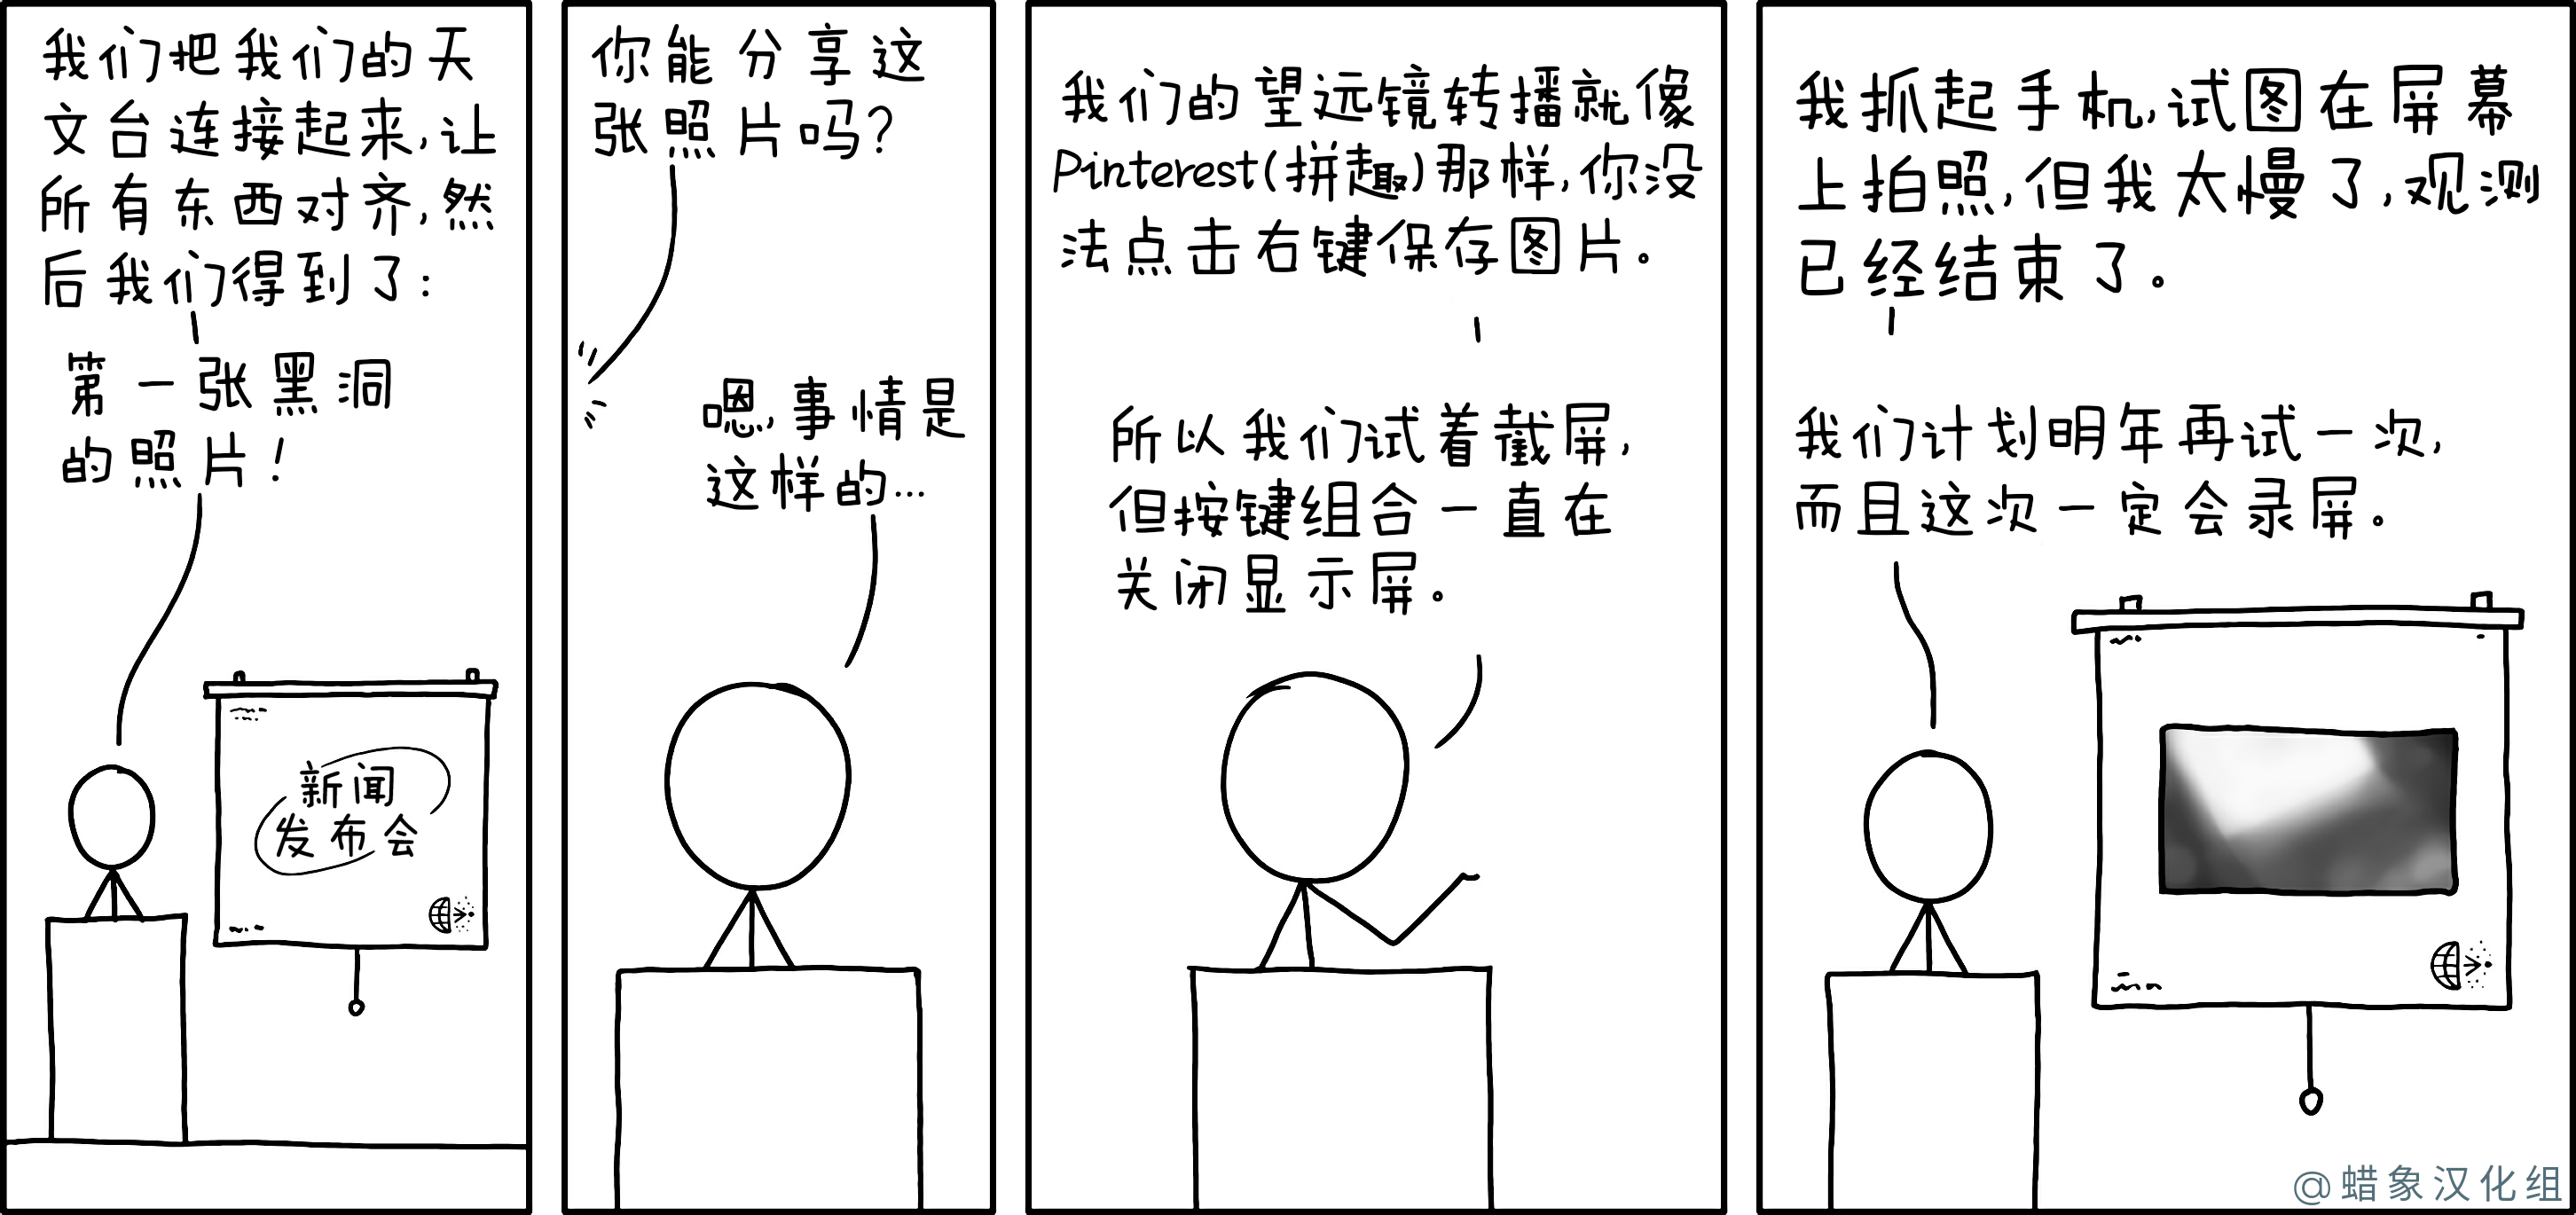 我们把我们的天
文台连接起来,让
所有东西对齐,然
后我们得到了:
第一张黑洞
的照片!
新闻
发布会
你能分享这
张照片吗?
嗯,事情是
这样的...
我们的望远镜转播就像
Pinterest(拼趣)那样,你没
法点击右键保存图片。
所以我们试着截屏,
但按键组合一直在
关闭显示屏。
我抓起手机,试图在屏幕
上拍照,但我太慢了,观测
已经结束了。
我们计划明年再试一次,
而且这次一定会录屏。
@蜡象汉化组